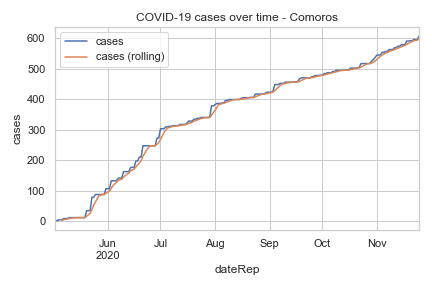 COVID-19 cases over time - Comoros
cases
cases (rolling)
600
500
400
300
200
100
0
cases
Jun
2020
Jul
Aug
Sep
Oct
Nov
dateRep